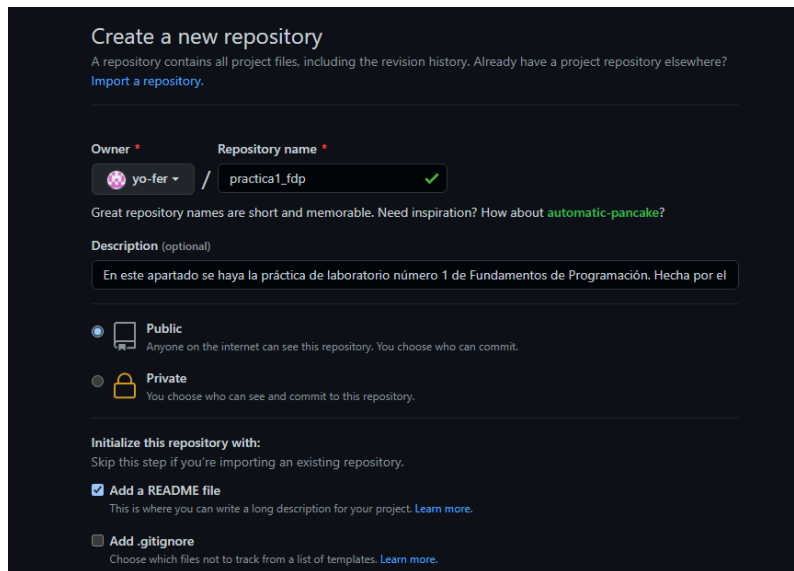 Create a new repository
A repository contains all project files, including the revision history. Already have a project repository elsewhere?
Import a repository.
Owner * Repository name *
yo-fer / practica1_fdp
Great repository names are short and memorable. Need inspiration? How about automatic-pancake?
Description (optional)
En este apartado se haya la práctica de laboratorio número 1 de Fundamentos de Programación. Hecha por el
Public
Anyone on the internet can see this repository. You choose who can commit.
Private
You choose who can see and commit to this repository.
Initialize this repository with:
Skip this step if you're importing an existing repository.
Add a README file
This is where you can write a long description for your project. Learn more.
Add .gitignore
Choose which files not to track from a list of templates. Learn more.